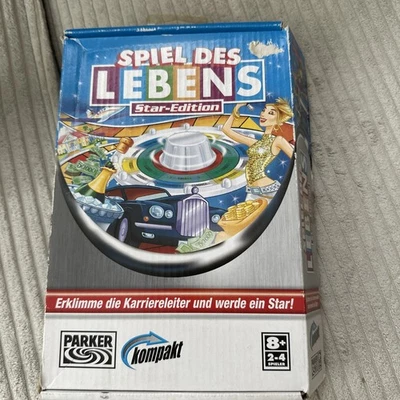 SPIEL DES
LEBENS
Star-Edition
Erklimme die Karriereleiter und werde ein Star!
PARKER
kompakt
8+
2-4
SPIELER